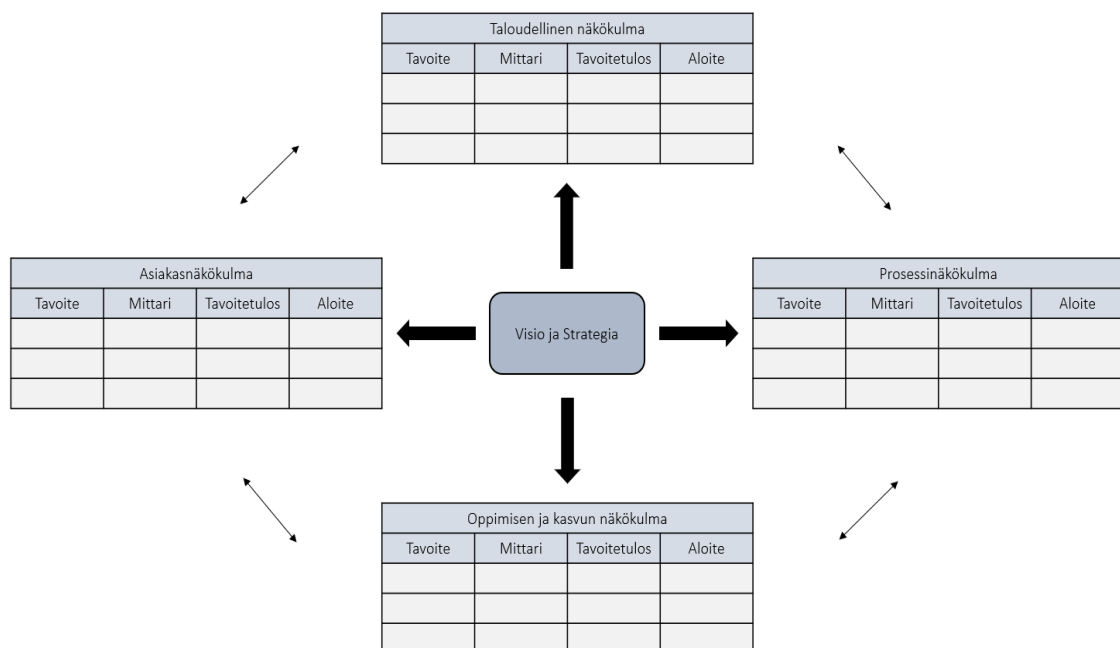 Taloudellinen näkökulma
Tavoite Mittari Tavoitetulos Aloite
Asiakasnäkökulma
Tavoite Mittari Tavoitetulos Aloite
Visio ja Strategia
Prosessinäkökulma
Tavoite Mittari Tavoitetulos Aloite
Oppimisen ja kasvun näkökulma
Tavoite Mittari Tavoitetulos Aloite